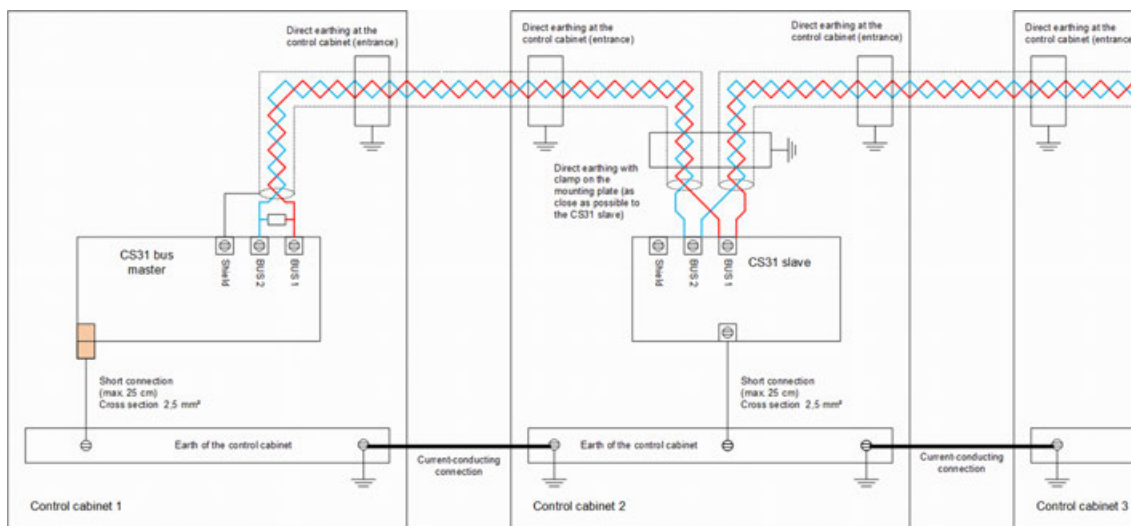 Direct earthing at the
control cabinet (entrance)
Direct earthing at the
control cabinet (entrance)
Direct earthing at the
control cabinet (entrance)
Direct earthing at the
control cabinet (entrance
Direct earthing with
clamp on the
mounting plate (as
close as possible to
the CS31 slave)
CS31 bus
master
Shield
BUS 2
BUS 1
Shield
BUS 2
BUS 1
CS31 slave
Short connection
(max. 25 cm)
Cross section 2,5 mm²
Short connection
(max. 25 cm)
Cross section 2,5 mm²
Earth of the control cabinet
Earth of the control cabinet
Current-conducting
connection
Current-conducting
connection
Control cabinet 1
Control cabinet 2
Control cabinet 3